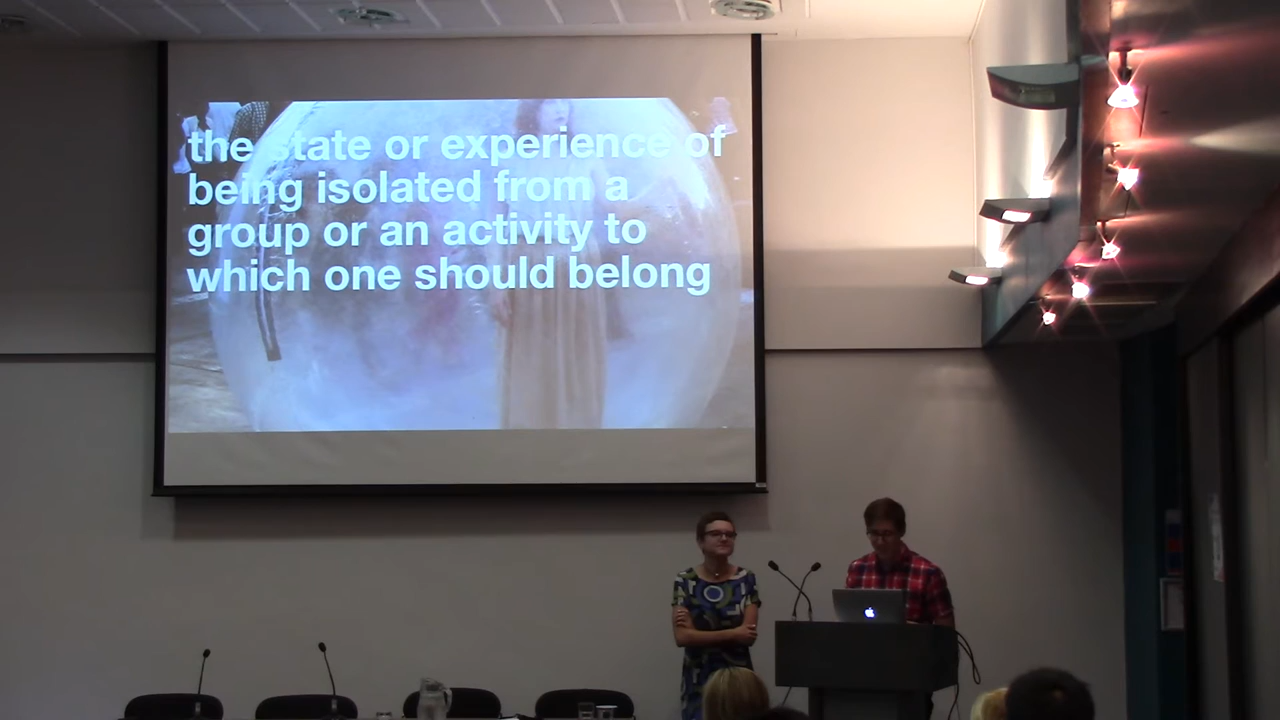 the state or experience of
being isolated from a
group or an activity to
which one should belong